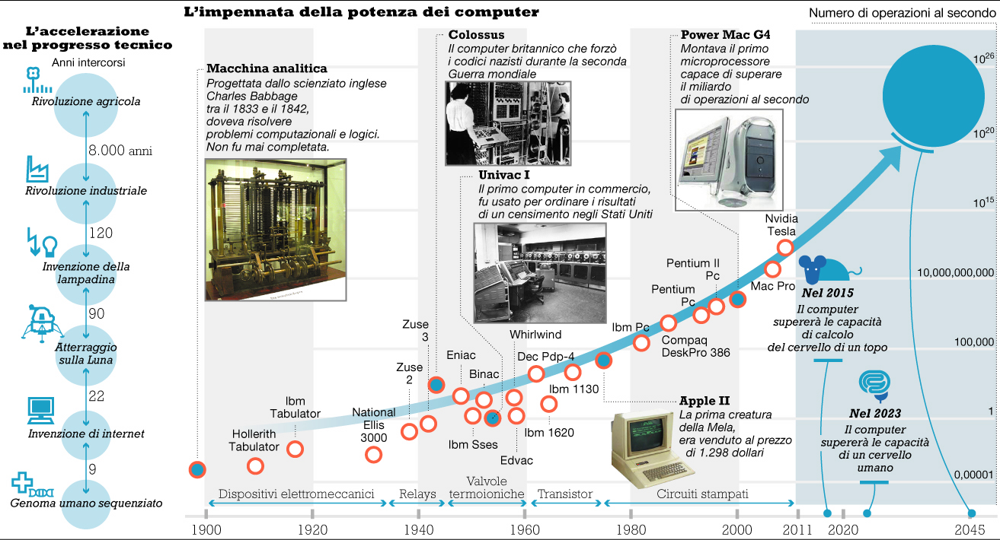 L'impennata della potenza dei computer
Numero di operazioni al secondo
L'accelerazione
nel progresso tecnico
Anni intercorsi
Rivoluzione agricola
8.000 anni
Rivoluzione industriale
120
Invenzione della
lampadina
90
Atterraggio
sulla Luna
22
Invenzione di internet
9
Genoma umano sequenziato
Macchina analitica
Progettata dallo scienziato inglese
Charles Babbage
tra il 1833 e il 1842,
doveva risolvere
problemi computazionali e logici.
Non fu mai completata.
Colossus
Il computer britannico che forzò
i codici nazisti durante la seconda
Guerra mondiale
Univac I
Il primo computer in commercio,
fu usato per ordinare i risultati
di un censimento negli Stati Uniti
Power Mac G4
Montava il primo
microprocessore
capace di superare
il miliardo
di operazioni al secondo
Apple II
La prima creatura
della Mela,
era venduto al prezzo
di 1.298 dollari
Hollerith
Tabulator
Ibm
Tabulator
National
Ellis
3000
Zuse
2
Zuse
3
Eniac
Ibm Sses
Binac
Whirlwind
Edvac
Dec Pdp-4
Ibm 1620
Ibm 1130
Ibm Pc
Compaq
DeskPro 386
Pentium
Pc
Pentium II
Pc
Mac Pro
Nvidia
Tesla
Nel 2015
Il computer
supererà le capacità
di calcolo
del cervello di un topo
Nel 2023
Il computer
supererà le capacità
di un cervello
umano
10²⁶
10²⁰
10¹⁵
10,000,000,000
100,000
1
0,00001
Dispositivi elettromeccanici
Relays
Valvole
termoioniche
Transistor
Circuiti stampati
1900
1920
1940
1960
1980
2000
2011
2020
2045